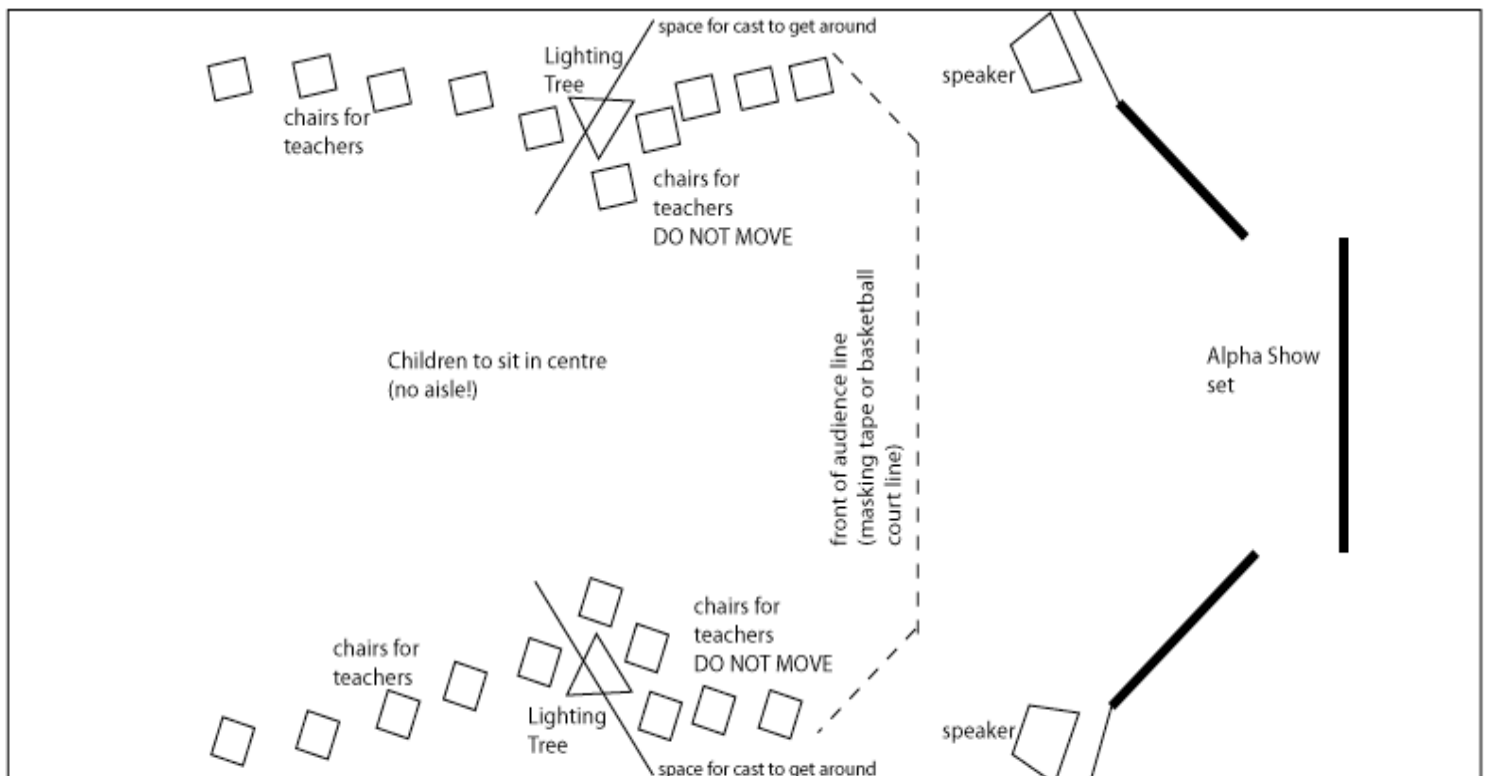 space for cast to get around
Lighting
Tree
speaker
chairs for
teachers
chairs for
teachers
DO NOT MOVE
Children to sit in centre
(no aisle!)
front of audience line
(masking tape or basketball
court line)
Alpha Show
set
chairs for
teachers
DO NOT MOVE
chairs for
teachers
Lighting
Tree
speaker
space for cast to get around